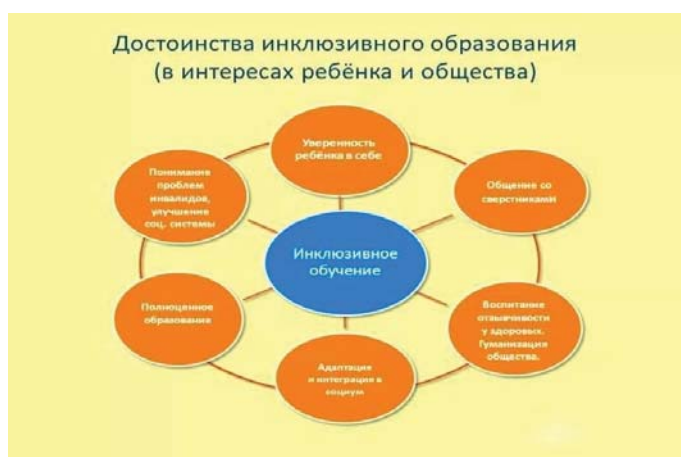 Достоинства инклюзивного образования
(в интересах ребёнка и общества)
Уверенность
ребёнка в себе
Общение со
сверстниками
Воспитание
отзывчивости
у здоровых.
Гуманизация
общества.
Адаптация
и интеграция в
социум
Полноценное
образование
Понимание
проблем
инвалидов,
улучшение
соц. системы
Инклюзивное
обучение